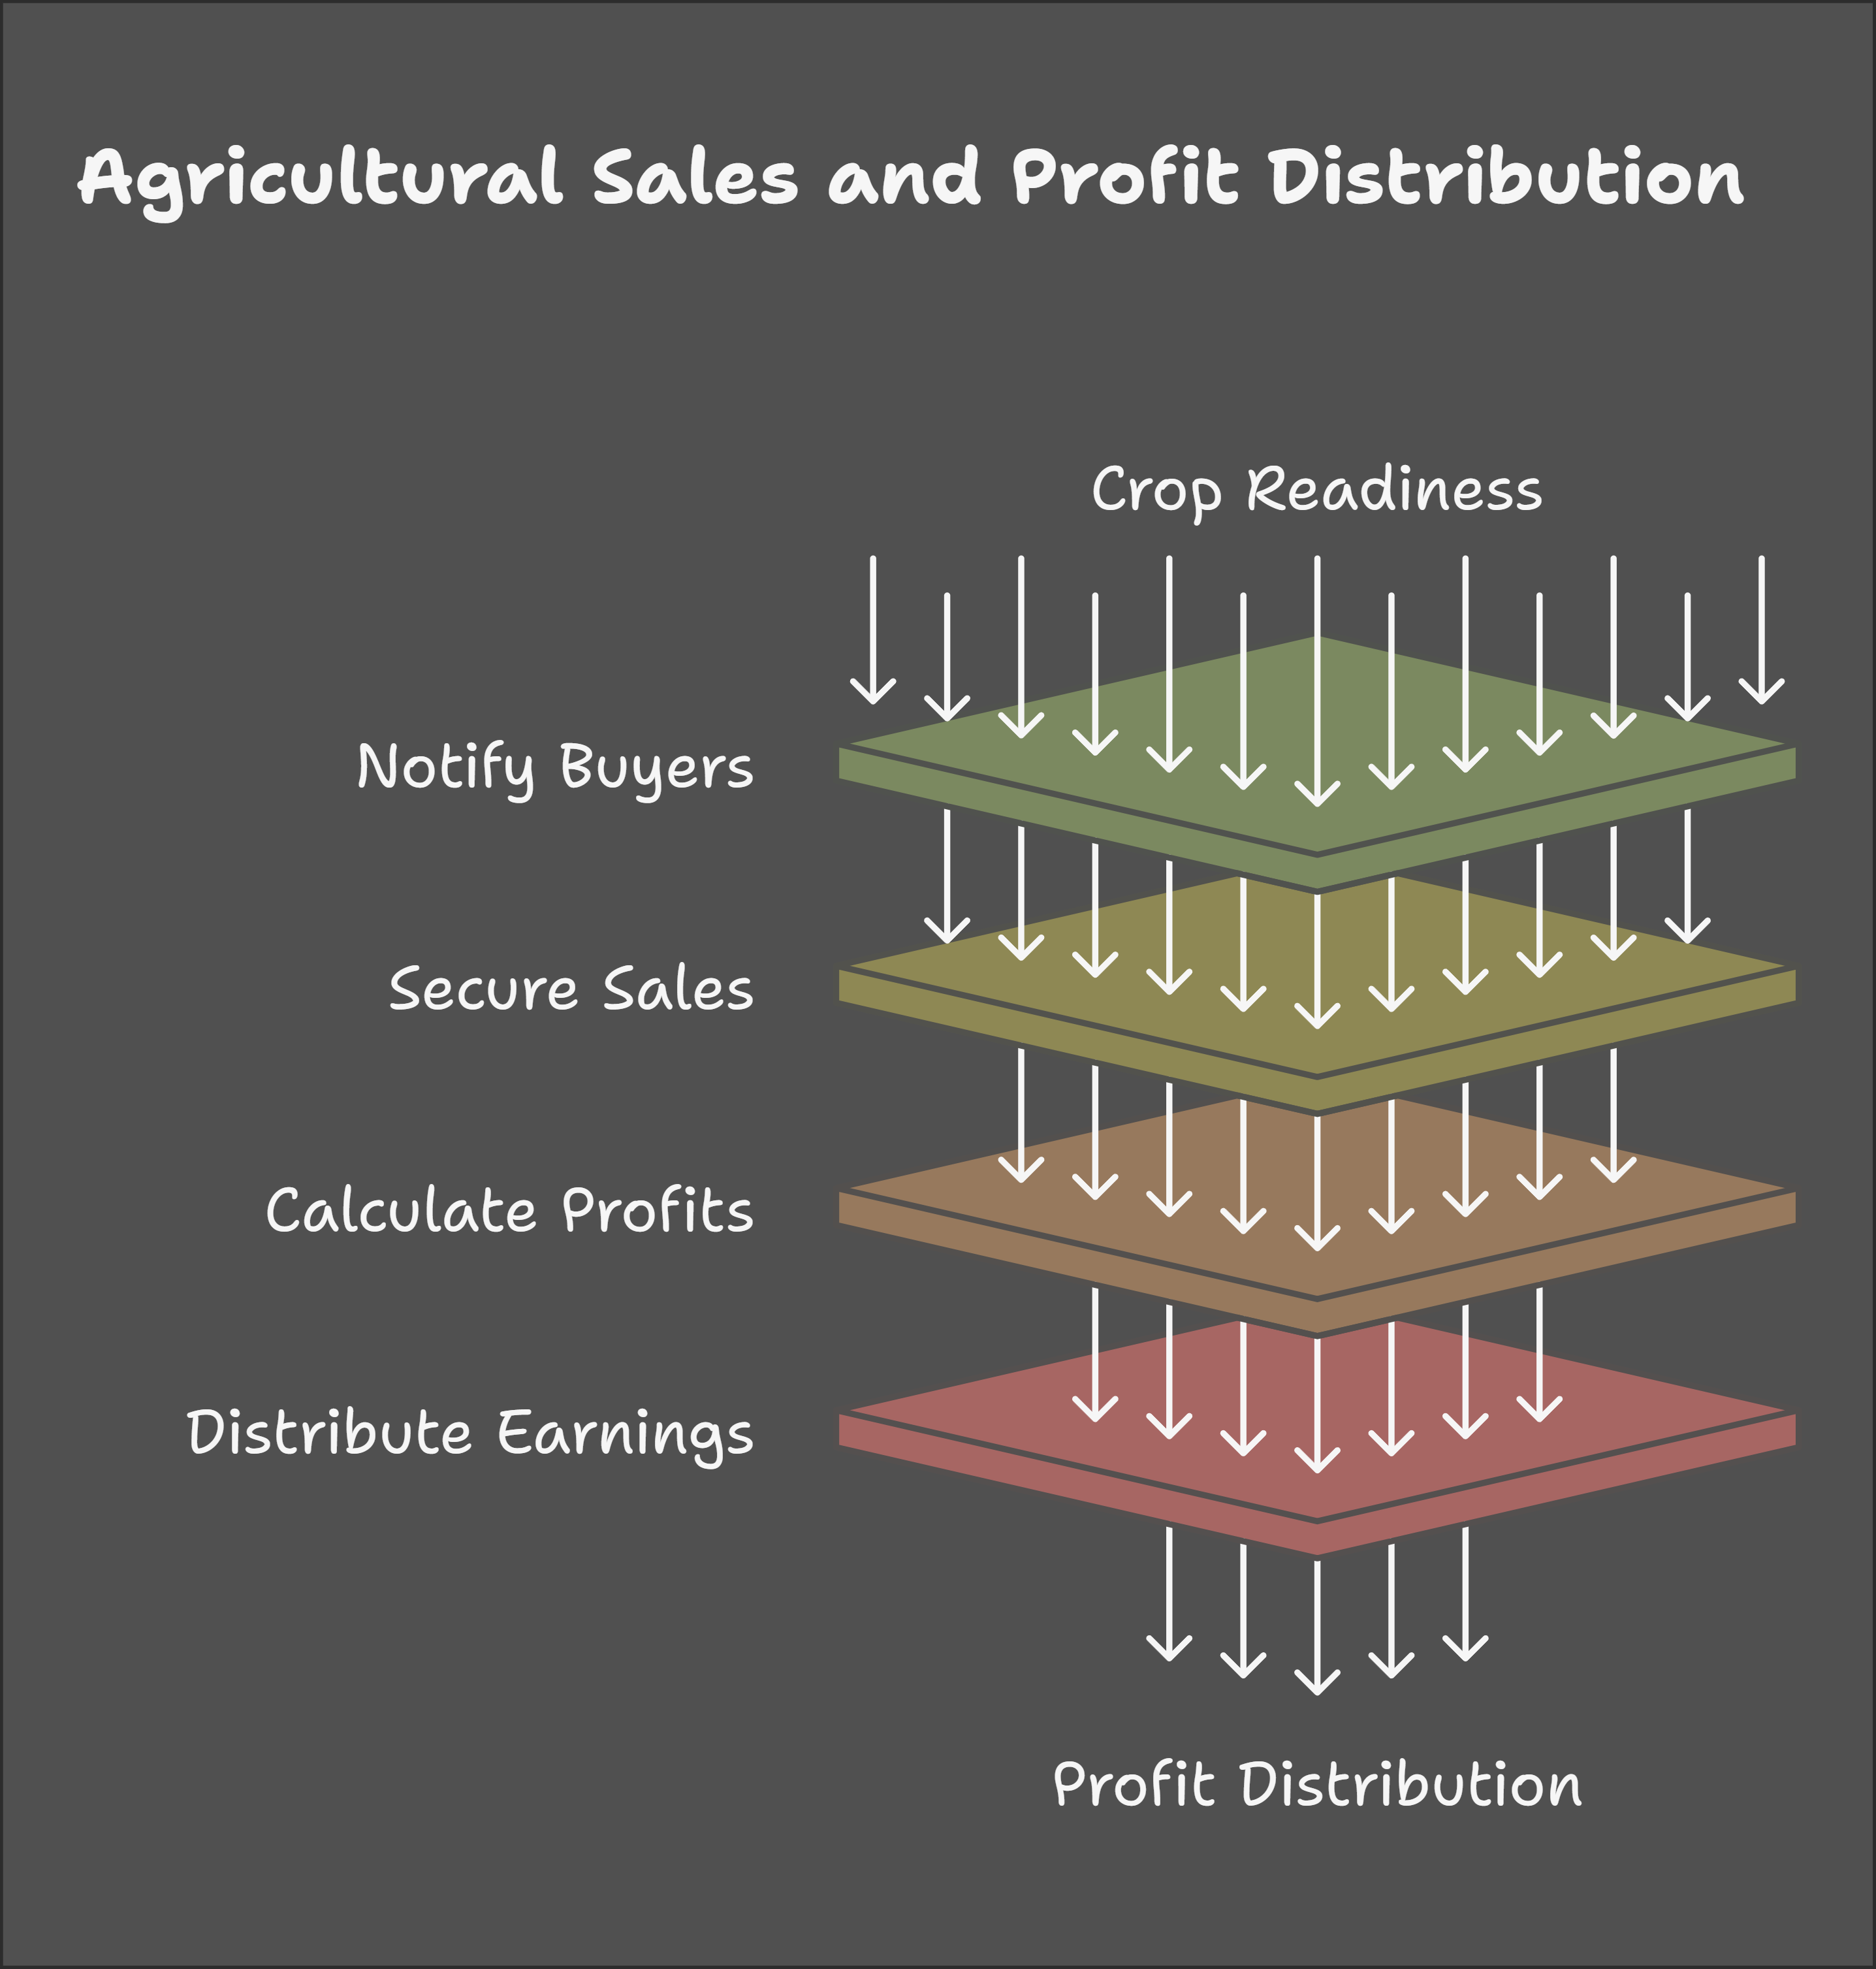 Agricultural Sales and Profit Distribution
Crop Readiness
Notify Buyers
Secure Sales
Calculate Profits
Distribute Earnings
Profit Distribution